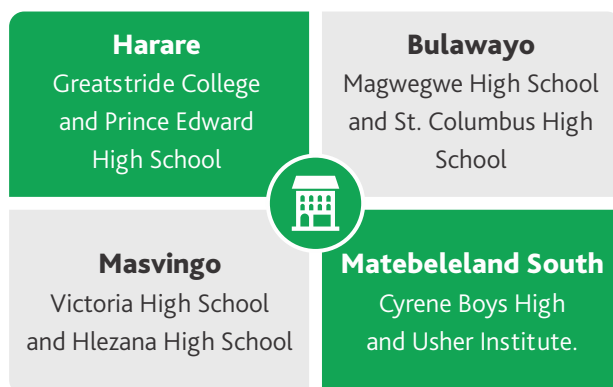 Harare
Greatstride College
and Prince Edward
High School
Bulawayo
Magwegwe High School
and St. Columbus High
School
Masvingo
Victoria High School
and Hlezana High School
Matebeleland South
Cyrene Boys High
and Usher Institute.